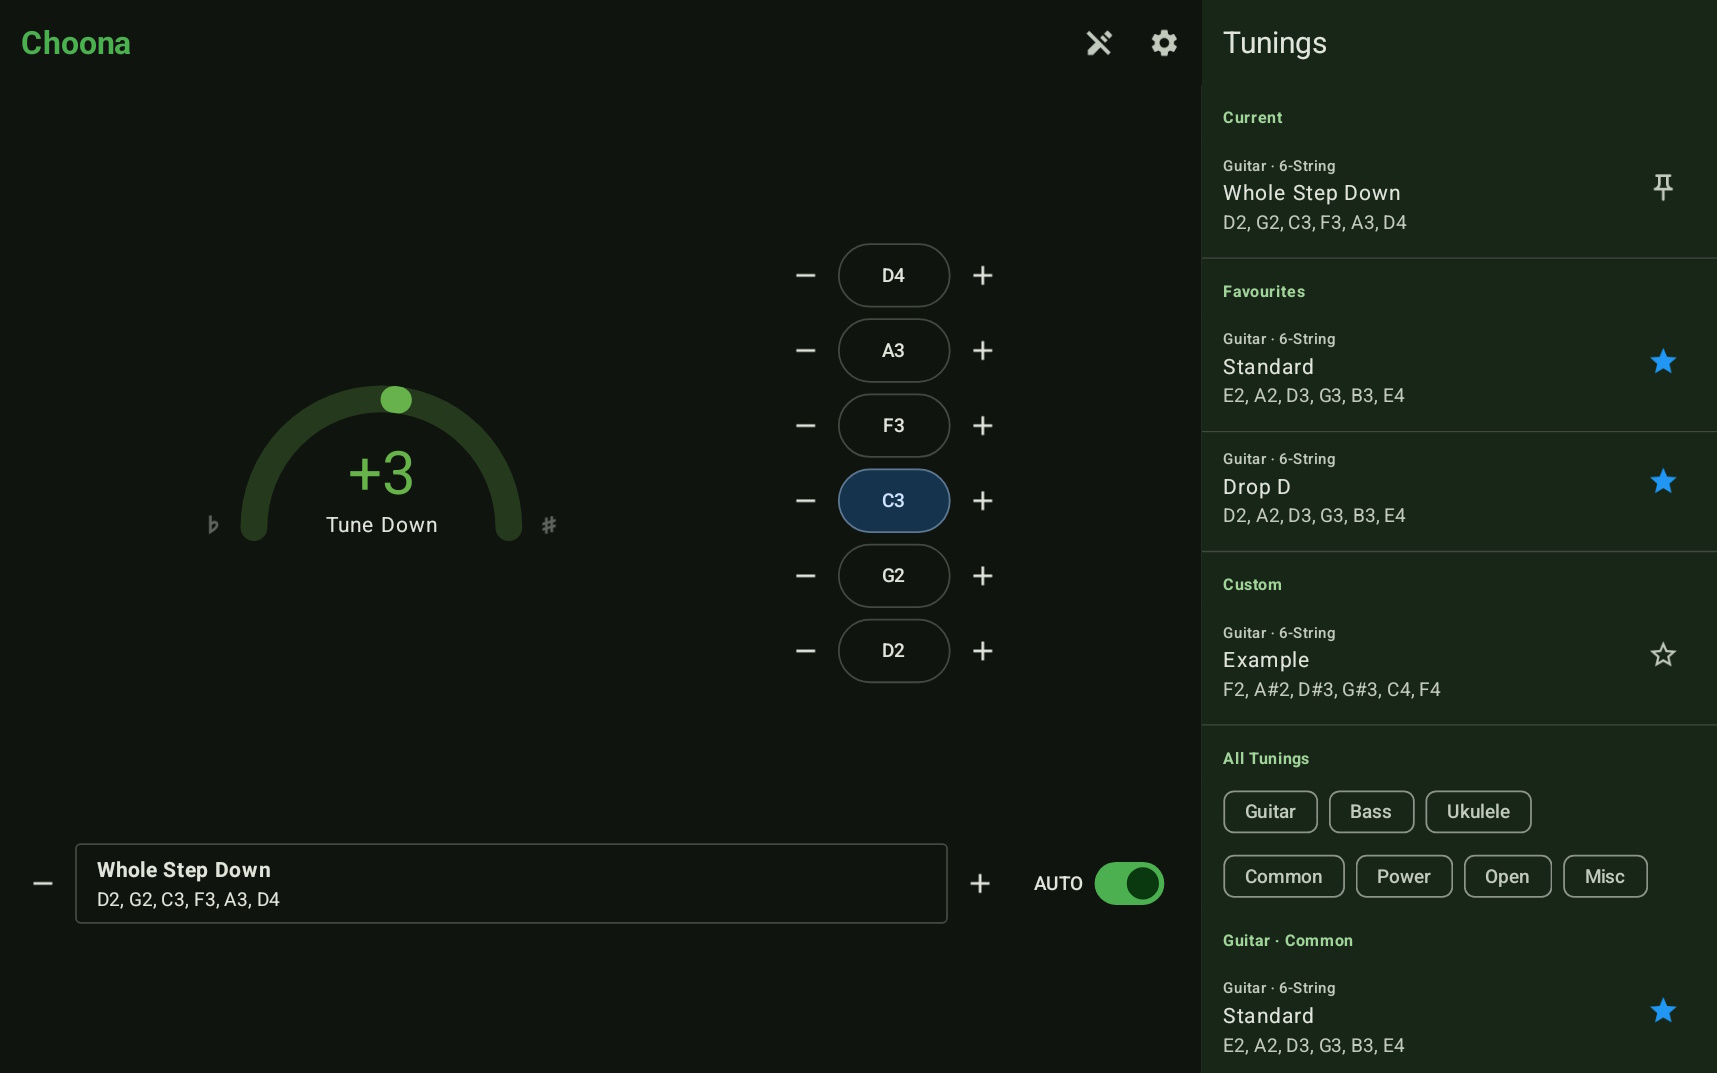 Choona
D4
A3
F3
C3
G2
D2
+3
Tune Down
♭
♯
Whole Step Down
D2, G2, C3, F3, A3, D4
AUTO
Tunings
Current
Guitar · 6-String
Whole Step Down
D2, G2, C3, F3, A3, D4
Favourites
Guitar · 6-String
Standard
E2, A2, D3, G3, B3, E4
Guitar · 6-String
Drop D
D2, A2, D3, G3, B3, E4
Custom
Guitar · 6-String
Example
F2, A#2, D#3, G#3, C4, F4
All Tunings
Guitar Bass Ukulele
Common Power Open Misc
Guitar · Common
Guitar · 6-String
Standard
E2, A2, D3, G3, B3, E4